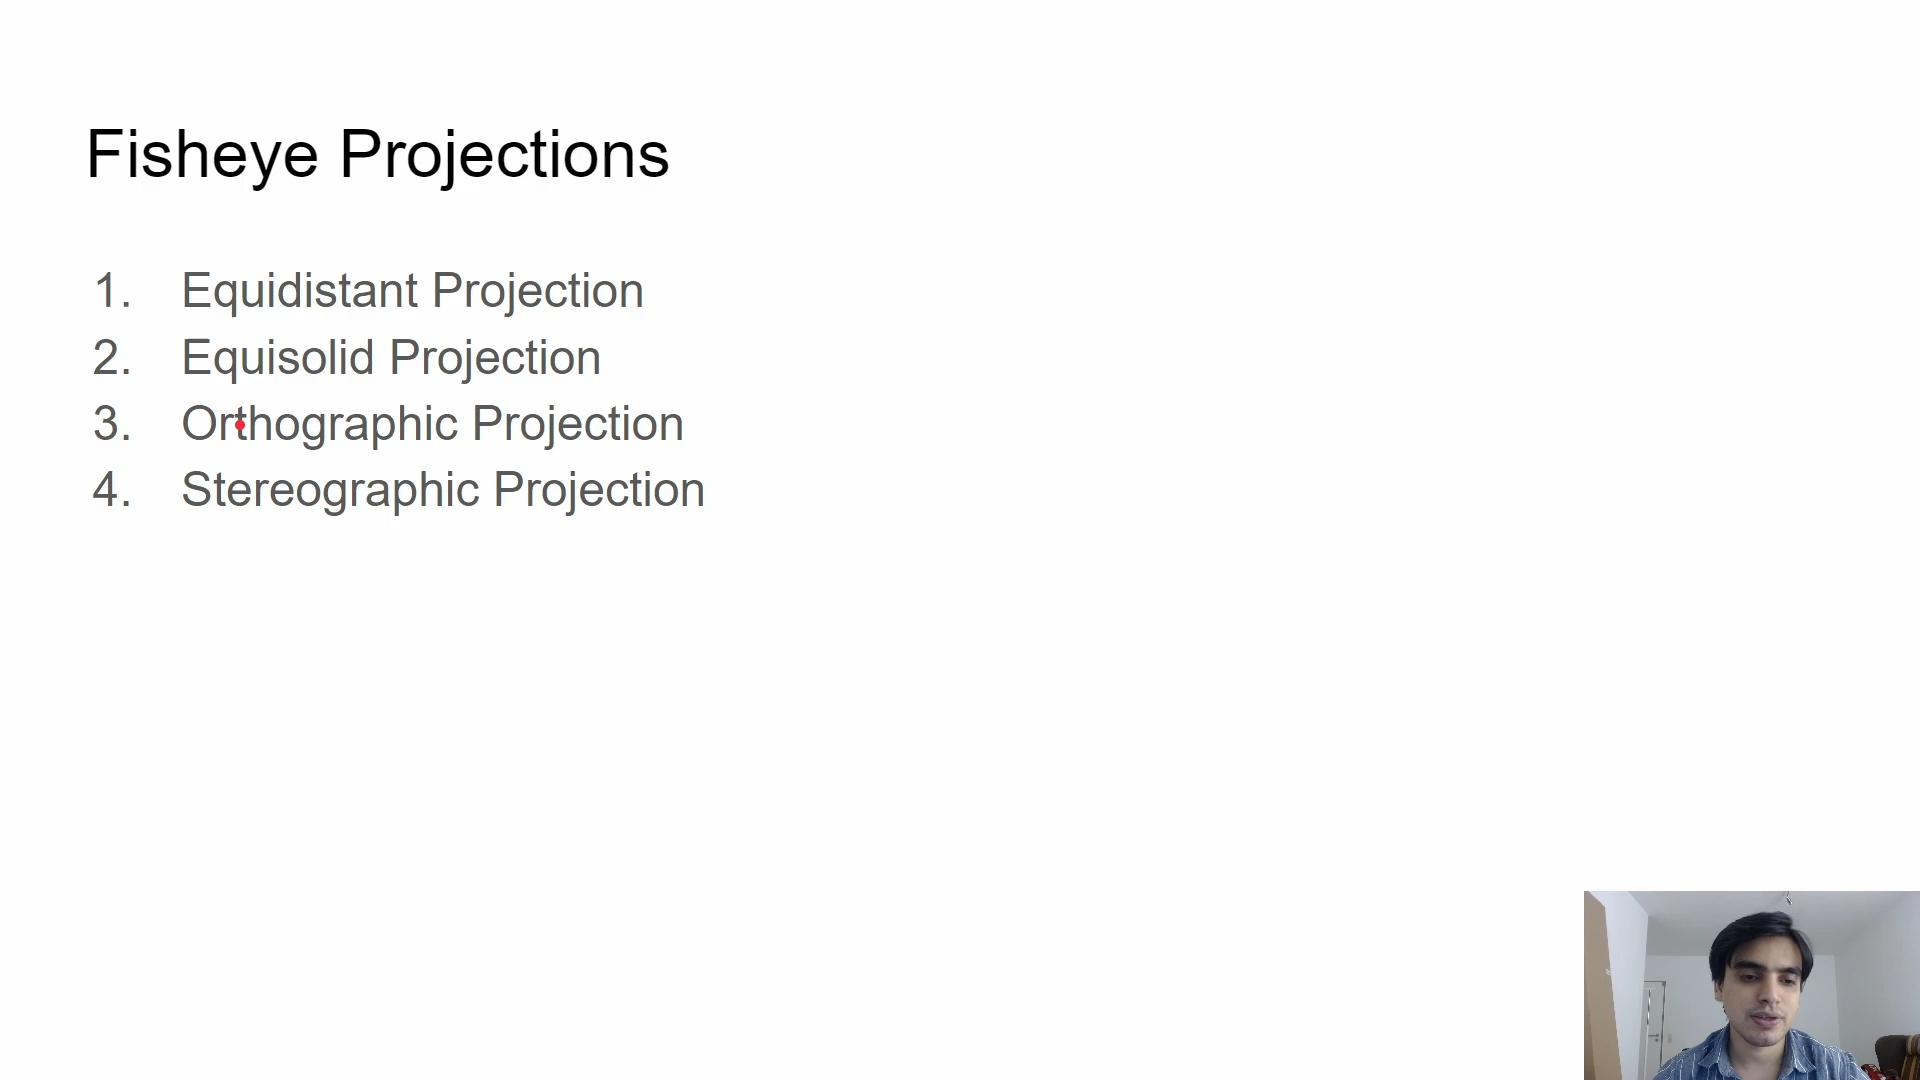 Fisheye Projections
1. Equidistant Projection
2. Equisolid Projection
3. Orthographic Projection
4. Stereographic Projection